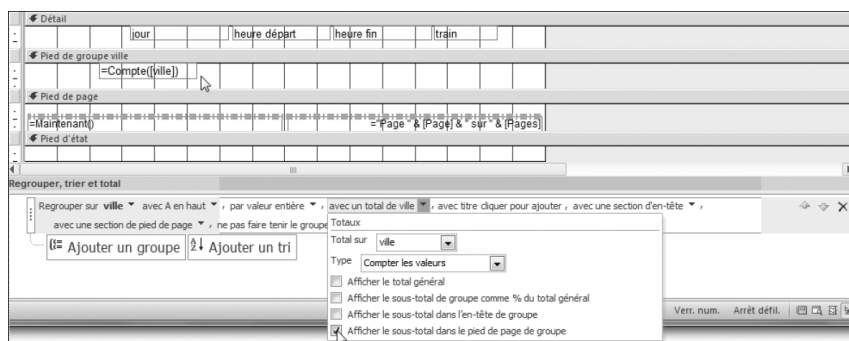 Détail
jour heure départ heure fin train
Pied de groupe ville
=Compte([ville])
Pied de page
=Maintenant() ="Page " & [Page] & " sur " & [Pages]
Pied d'état
Regrouper, trier et total
Regrouper sur ville avec A en haut , par valeur entière , avec un total de ville , avec titre cliquer pour ajouter , avec une section d'en-tête ,
avec une section de pied de page , ne pas faire tenir le groupe
Totaux
Total sur ville
Type Compter les valeurs
Afficher le total général
Afficher le sous-total de groupe comme % du total général
Afficher le sous-total dans l'en-tête de groupe
Afficher le sous-total dans le pied de page de groupe
Ajouter un groupe Ajouter un tri
Verr. num. Arrêt défil.